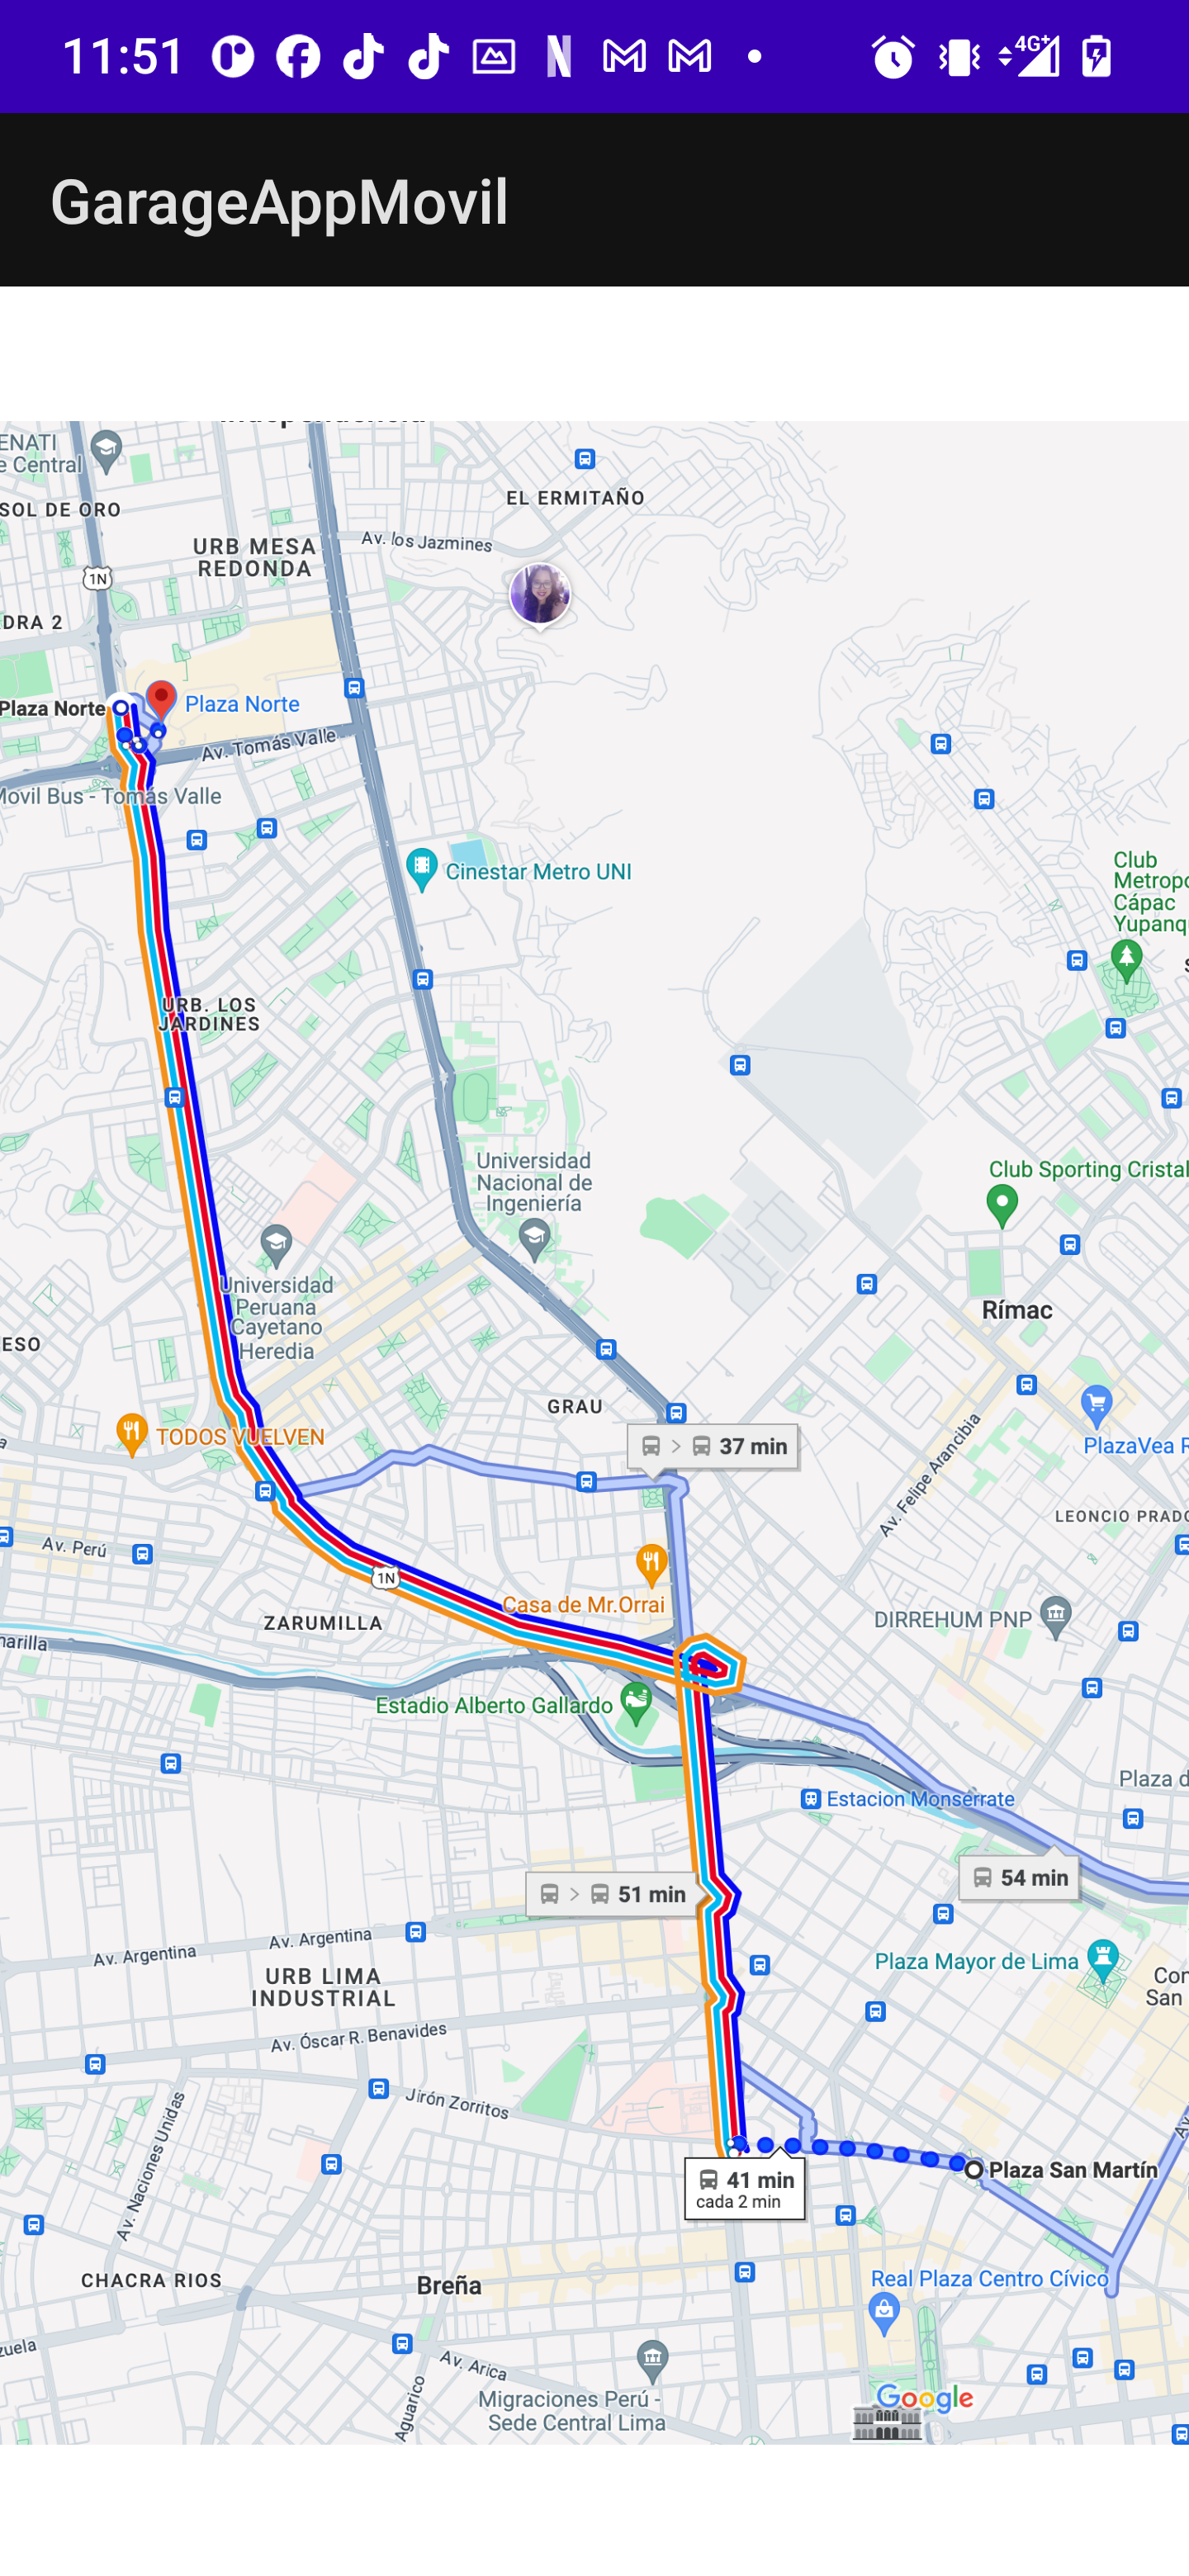 11:51
4G+
GarageAppMovil
ENATI
e Central
SOL DE ORO
EL ERMITAÑO
URB MESA
REDONDA
Av. los Jazmines
1N
DRA 2
Plaza Norte
Plaza Norte
Av. Tomás Valle
Movil Bus - Tomás Valle
Cinestar Metro UNI
Club
Metropo
Cápac
Yupanq
URB. LOS
JARDINES
Universidad
Nacional de
Ingeniería
Club Sporting Cristal
Universidad
Peruana
Cayetano
Heredia
Rímac
ESO
GRAU
TODOS VUELVEN
37 min
Av. Felipe Arancibia
PlazaVea R
LEONCIO PRADO
Av. Perú
1N
Casa de Mr.Orrai
ZARUMILLA
DIRREHUM PNP
marilla
Estadio Alberto Gallardo
Plaza d
Estacion Monserrate
54 min
51 min
Av. Argentina
Av. Argentina
Plaza Mayor de Lima
URB LIMA
INDUSTRIAL
Con
San
Av. Óscar R. Benavides
Jirón Zorritos
Av. Naciones Unidas
Plaza San Martín
41 min
cada 2 min
CHACRA RIOS
Breña
Real Plaza Centro Cívico
zuela
Av. Arica
Aguarico
Migraciones Perú -
Sede Central Lima
Google